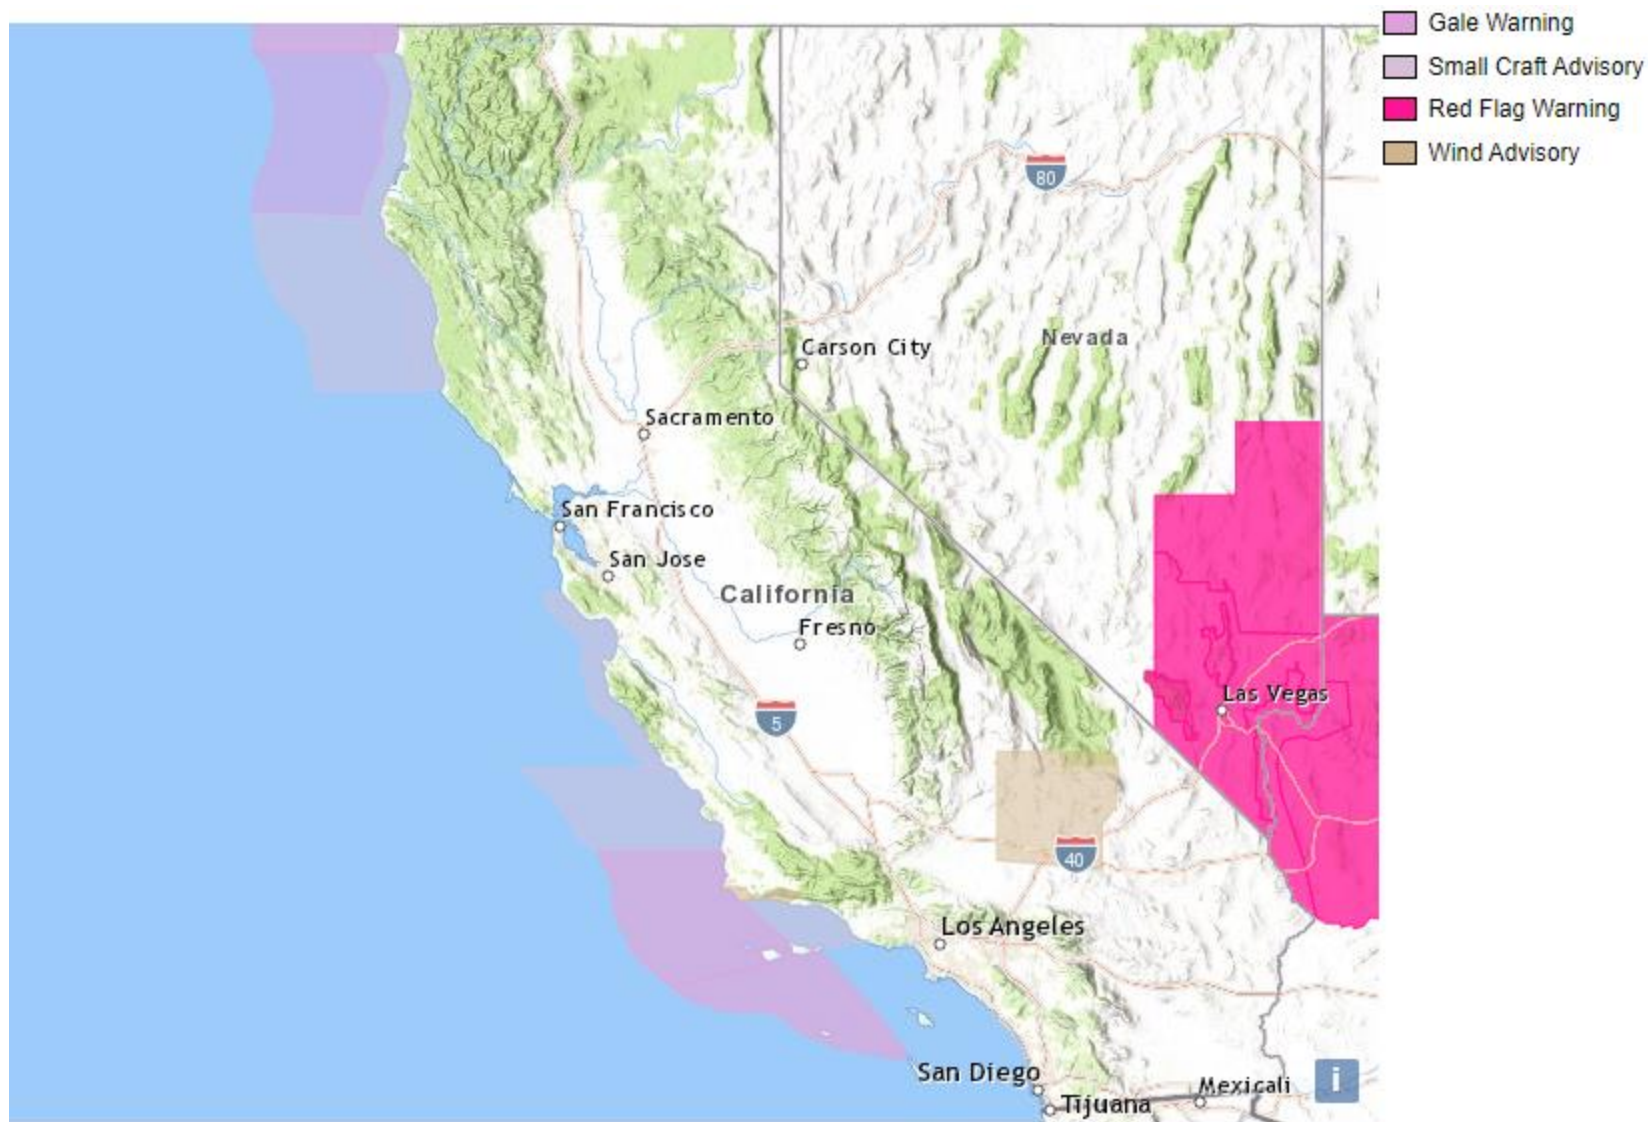 Gale Warning
Small Craft Advisory
Red Flag Warning
Wind Advisory
80
Nevada
Carson City
Sacramento
San Francisco
San Jose
California
Fresno
Las Vegas
5
40
Los Angeles
San Diego
Mexicali
Tijuana
i